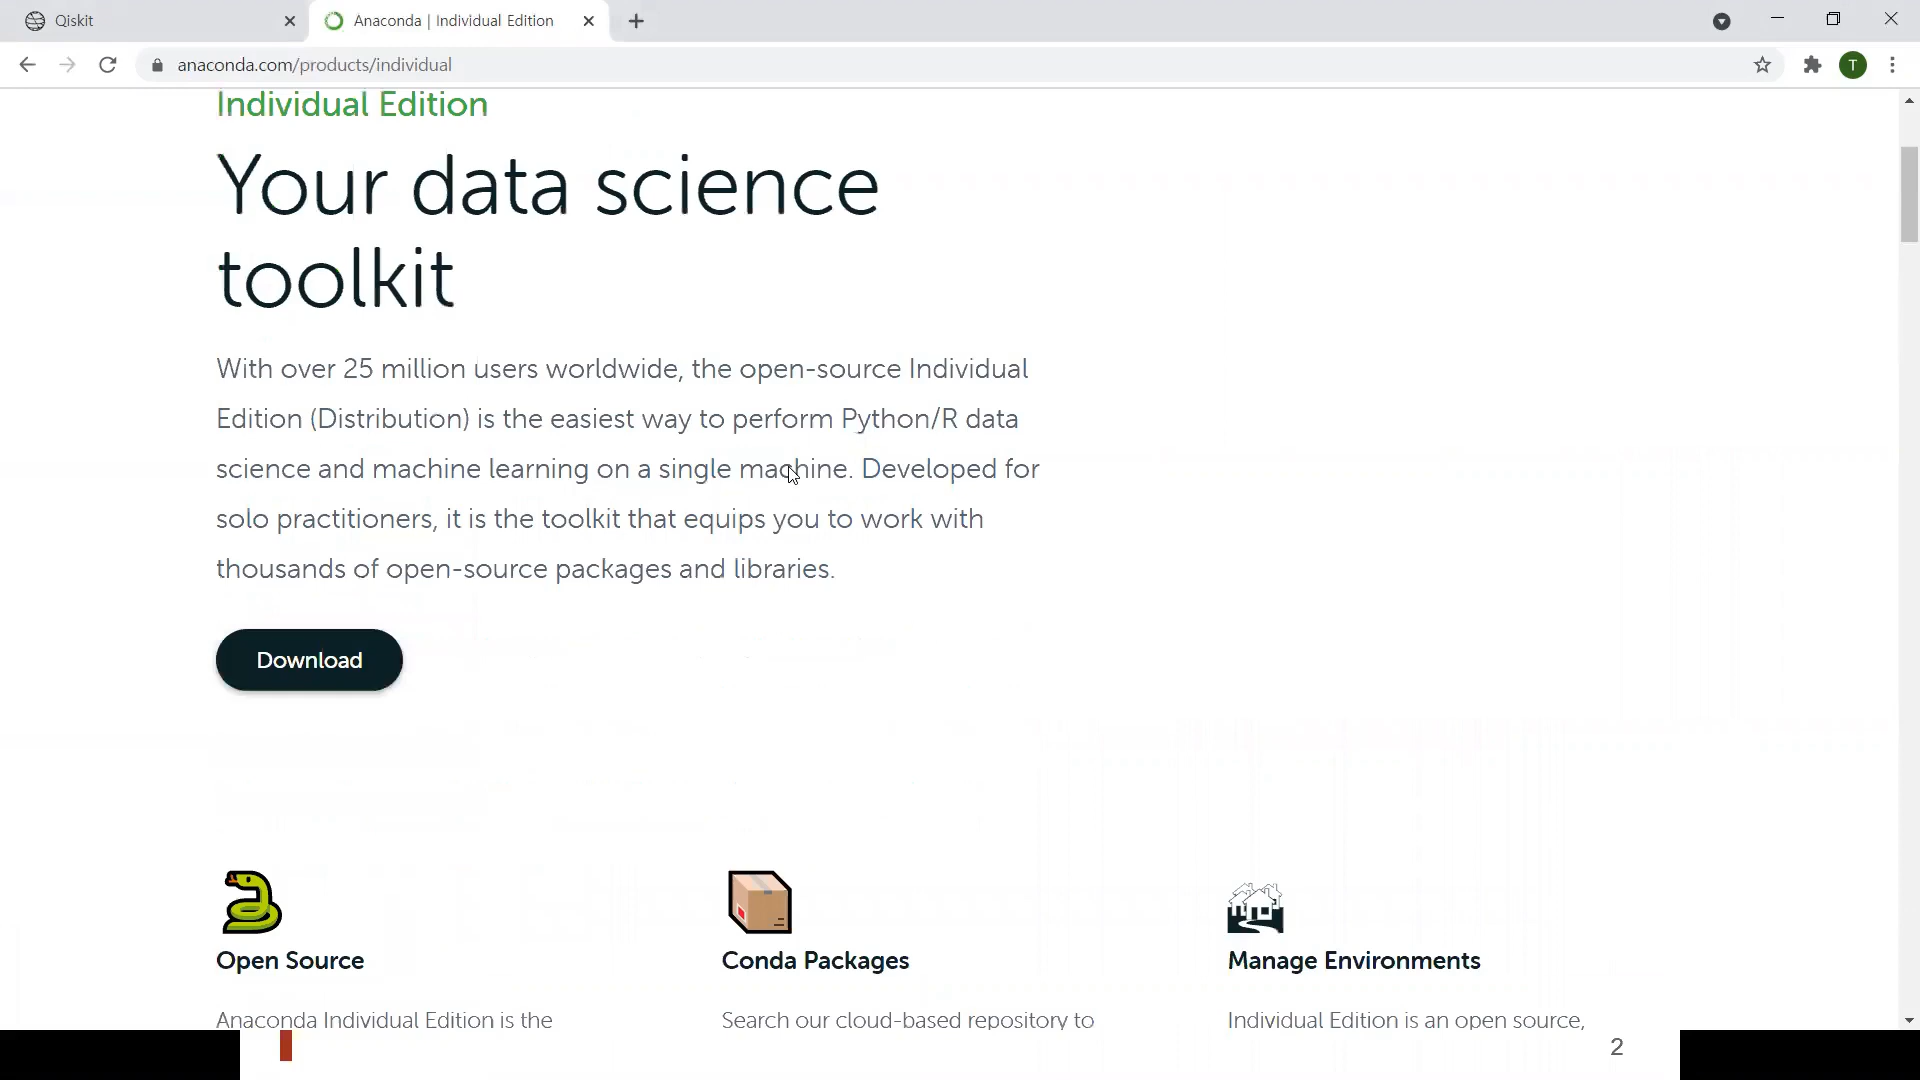 Qiskit
Anaconda | Individual Edition
anaconda.com/products/individual
T
Individual Edition
Your data science
toolkit
With over 25 million users worldwide, the open-source Individual
Edition (Distribution) is the easiest way to perform Python/R data
science and machine learning on a single machine. Developed for
solo practitioners, it is the toolkit that equips you to work with
thousands of open-source packages and libraries.
Download
Open Source
Conda Packages
Manage Environments
Anaconda Individual Edition is the
Search our cloud-based repository to
Individual Edition is an open source,
2